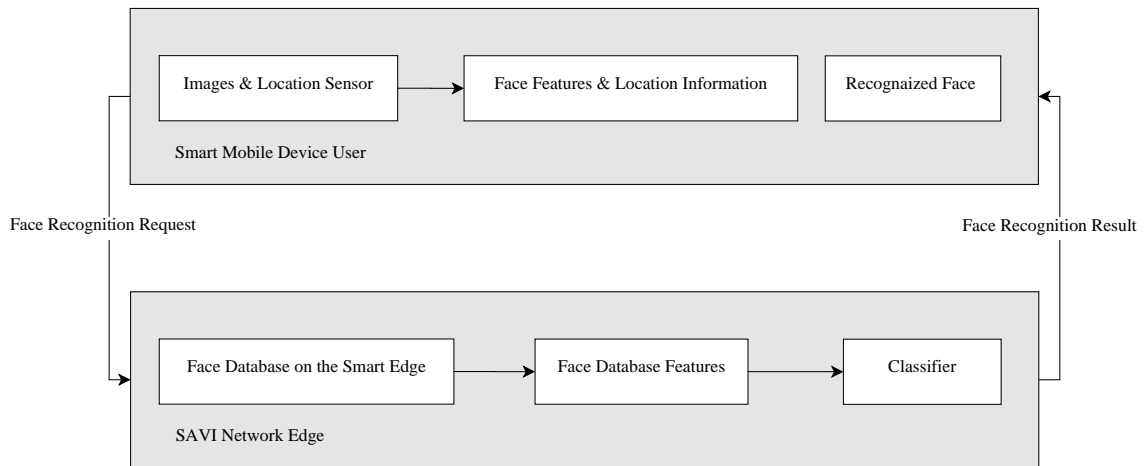 Images & Location Sensor
Face Features & Location Information
Recognaized Face
Smart Mobile Device User
Face Recognition Request
Face Recognition Result
Face Database on the Smart Edge
Face Database Features
Classifier
SAVI Network Edge